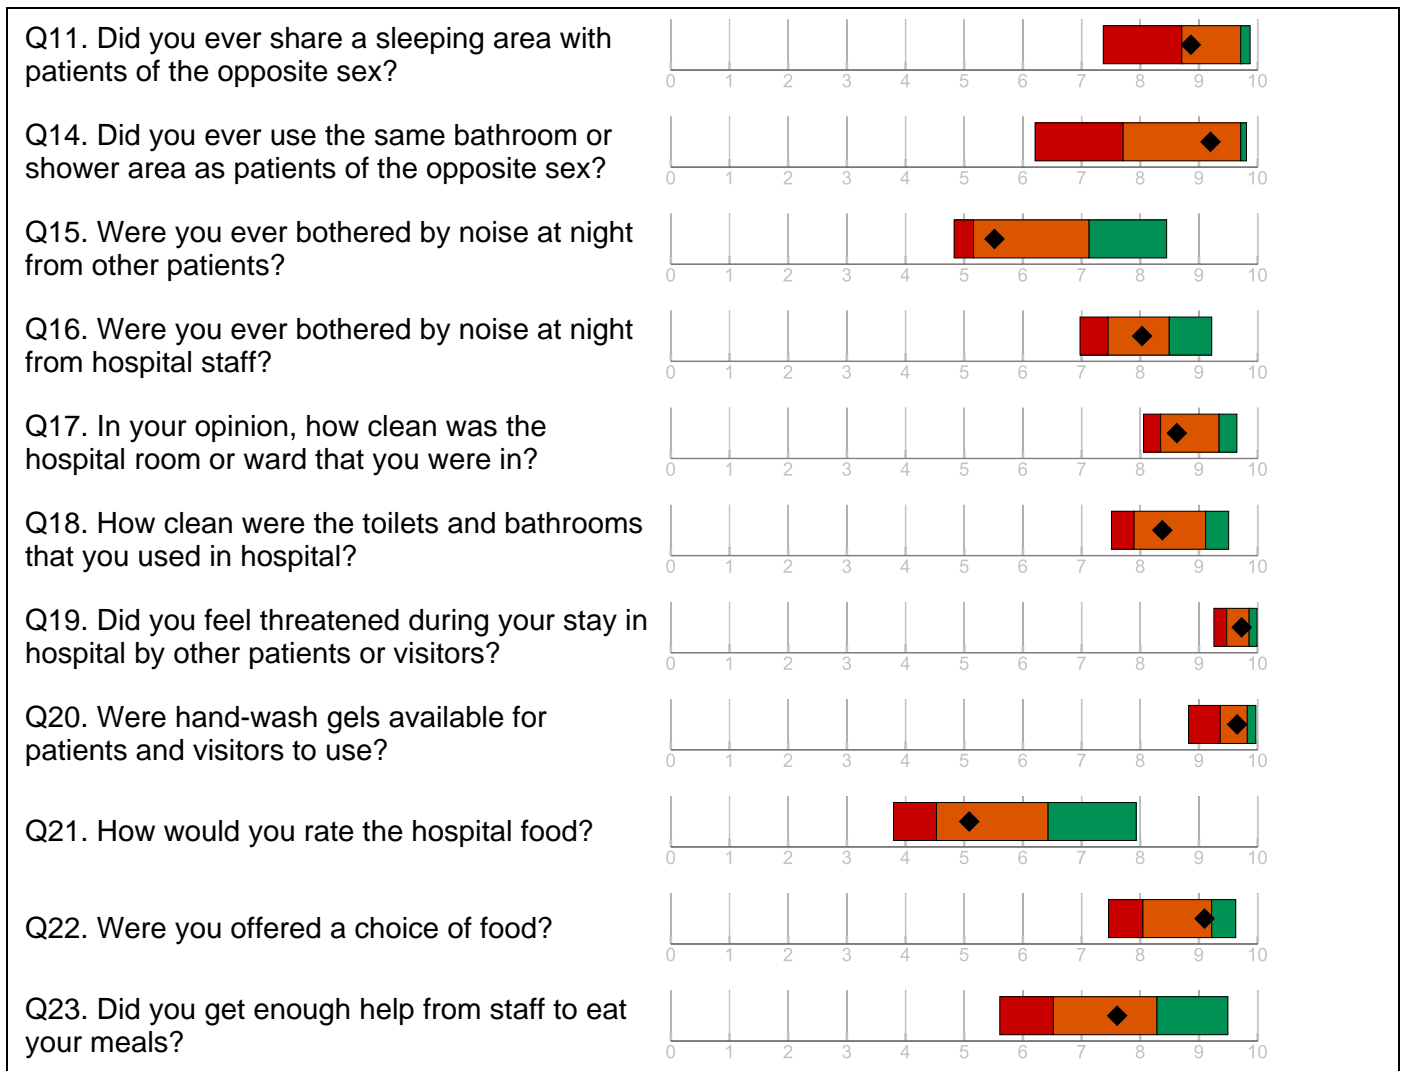 Q11. Did you ever share a sleeping area with
patients of the opposite sex?
0 1 2 3 4 5 6 7 8 9 10
Q14. Did you ever use the same bathroom or
shower area as patients of the opposite sex?
0 1 2 3 4 5 6 7 8 9 10
Q15. Were you ever bothered by noise at night
from other patients?
0 1 2 3 4 5 6 7 8 9 10
Q16. Were you ever bothered by noise at night
from hospital staff?
0 1 2 3 4 5 6 7 8 9 10
Q17. In your opinion, how clean was the
hospital room or ward that you were in?
0 1 2 3 4 5 6 7 8 9 10
Q18. How clean were the toilets and bathrooms
that you used in hospital?
0 1 2 3 4 5 6 7 8 9 10
Q19. Did you feel threatened during your stay in
hospital by other patients or visitors?
0 1 2 3 4 5 6 7 8 9 10
Q20. Were hand-wash gels available for
patients and visitors to use?
0 1 2 3 4 5 6 7 8 9 10
Q21. How would you rate the hospital food?
0 1 2 3 4 5 6 7 8 9 10
Q22. Were you offered a choice of food?
0 1 2 3 4 5 6 7 8 9 10
Q23. Did you get enough help from staff to eat
your meals?
0 1 2 3 4 5 6 7 8 9 10